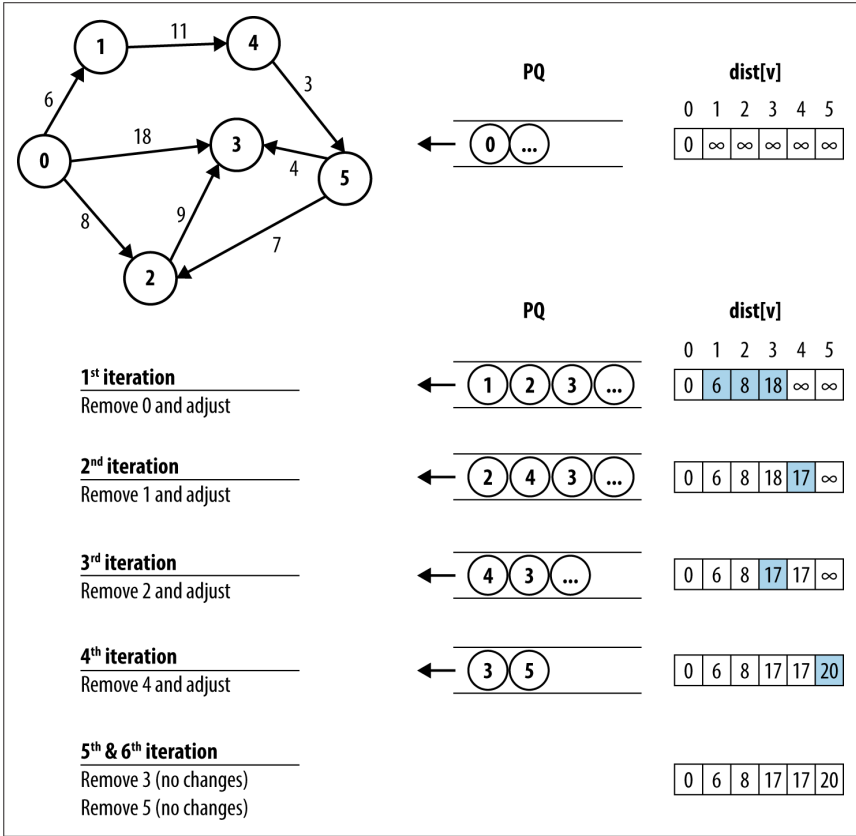 11
1
4
6
3
18
0
3
4
5
8
9
7
2
PQ
dist[v]
0 1 2 3 4 5
0 ...
0 ∞ ∞ ∞ ∞ ∞
PQ
dist[v]
0 1 2 3 4 5
1st iteration
Remove 0 and adjust
1 2 3 ...
0 6 8 18 ∞ ∞
2nd iteration
Remove 1 and adjust
2 4 3 ...
0 6 8 18 17 ∞
3rd iteration
Remove 2 and adjust
4 3 ...
0 6 8 17 17 ∞
4th iteration
Remove 4 and adjust
3 5
0 6 8 17 17 20
5th & 6th iteration
Remove 3 (no changes)
Remove 5 (no changes)
0 6 8 17 17 20